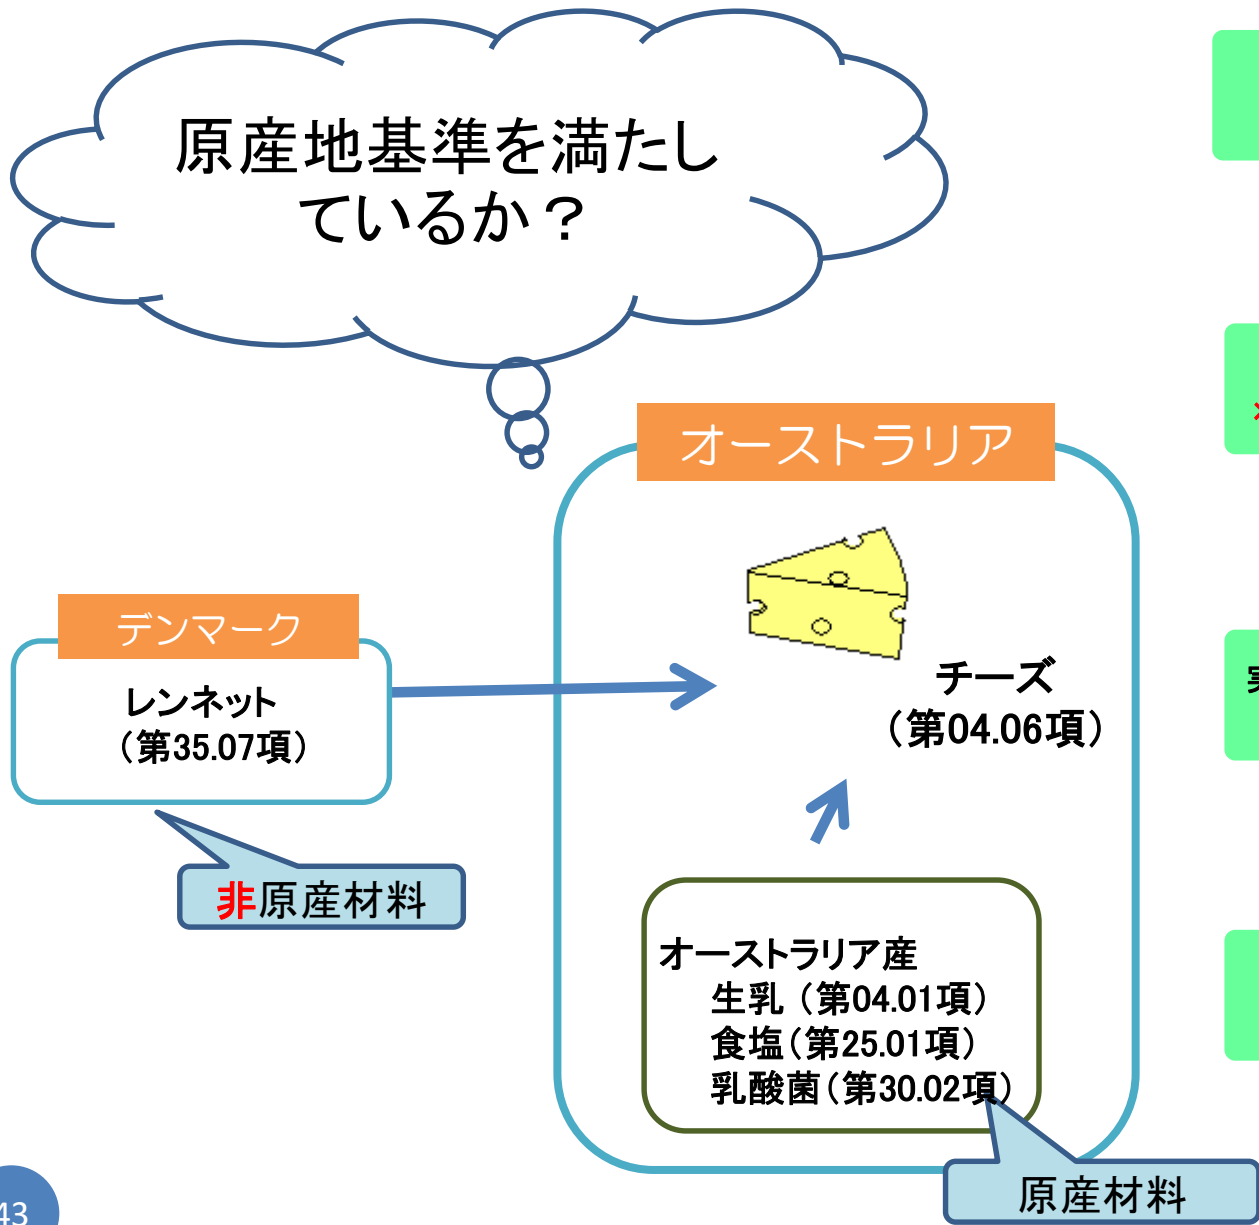 原産地基準を満たし
ているか？
オーストラリア
デンマーク
レンネット
（第35.07項）
チーズ
（第04.06項）
非原産材料
オーストラリア産
生乳（第04.01項）
食塩（第25.01項）
乳酸菌（第30.02項）
原産材料
43